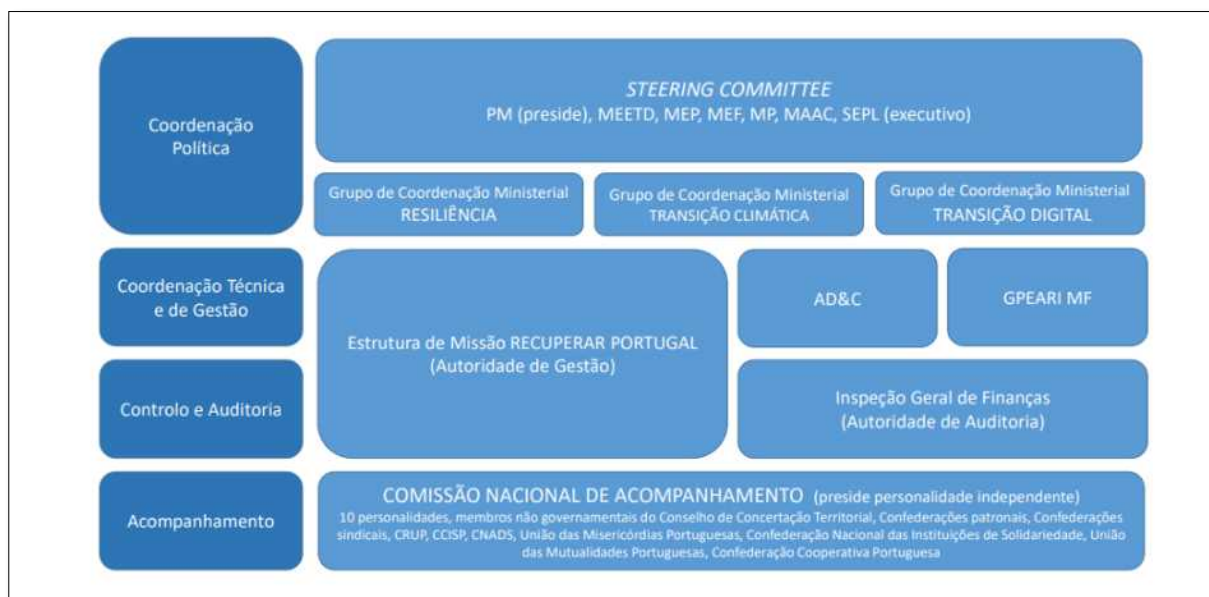 Coordenação
Política
STEERING COMMITTEE
PM (preside), MEETD, MEP, MEF, MP, MAAC, SEPL (executivo)
Grupo de Coordenação Ministerial
RESILIÊNCIA
Grupo de Coordenação Ministerial
TRANSIÇÃO CLIMÁTICA
Grupo de Coordenação Ministerial
TRANSIÇÃO DIGITAL
Coordenação Técnica
e de Gestão
Estrutura de Missão RECUPERAR PORTUGAL
(Autoridade de Gestão)
AD&C
GPEARI MF
Controlo e Auditoria
Inspeção Geral de Finanças
(Autoridade de Auditoria)
Acompanhamento
COMISSÃO NACIONAL DE ACOMPANHAMENTO (preside personalidade independente)
10 personalidades, membros não governamentais do Conselho de Concertação Territorial, Confederações patronais, Confederações
sindicais, CRUP, CCISP, CNADS, União das Misericórdias Portuguesas, Confederação Nacional das Instituições de Solidariedade, União
das Mutualidades Portuguesas, Confederação Cooperativa Portuguesa